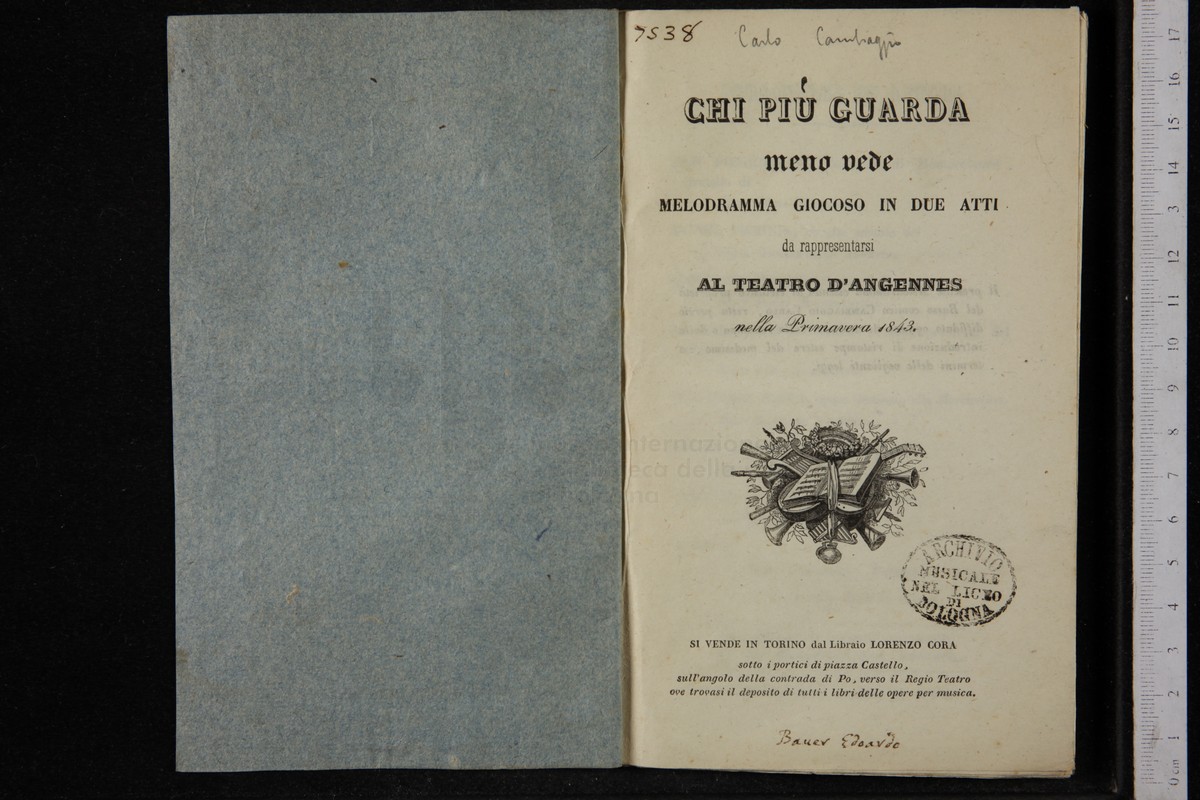 7538 Carlo Cambaggio
CHI PIÙ GUARDA
meno vede
MELODRAMMA GIOCOSO IN DUE ATTI
da rappresentarsi
AL TEATRO D'ANGENNES
nella Primavera 1843.
ARCHIVIO
MUSICALE
NEL LICEO
DI
BOLOGNA
SI VENDE IN TORINO dal Libraio LORENZO CORA
sotto i portici di piazza Castello,
sull'angolo della contrada di Po, verso il Regio Teatro
ove trovasi il deposito di tutti i libri delle opere per musica.
Bauer Edoardo